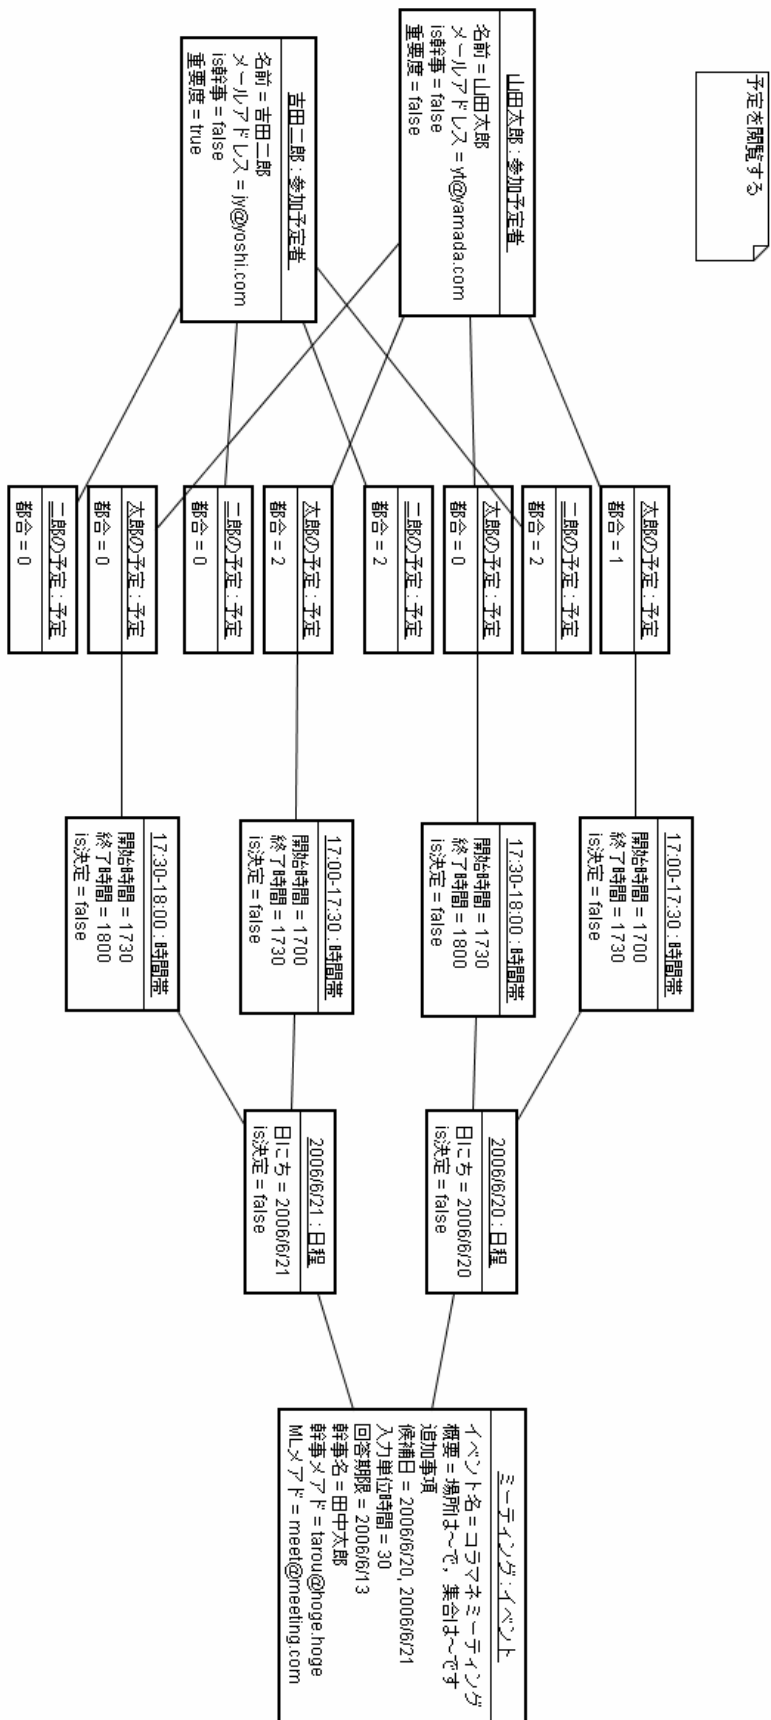 予定を閲覧する
山田太郎 : 参加予定者
名前 = 山田太郎
メールアドレス = yt@yamada.com
is幹事 = false
重要度 = false
吉田二郎 : 参加予定者
名前 = 吉田二郎
メールアドレス = jy@yoshi.com
is幹事 = false
重要度 = true
太郎の予定 : 予定
都合 = 1
二郎の予定 : 予定
都合 = 2
太郎の予定 : 予定
都合 = 0
二郎の予定 : 予定
都合 = 2
太郎の予定 : 予定
都合 = 2
二郎の予定 : 予定
都合 = 0
太郎の予定 : 予定
都合 = 0
二郎の予定 : 予定
都合 = 0
17:00-17:30 : 時間帯
開始時間 = 1700
終了時間 = 1730
is決定 = false
17:30-18:00 : 時間帯
開始時間 = 1730
終了時間 = 1800
is決定 = false
17:00-17:30 : 時間帯
開始時間 = 1700
終了時間 = 1730
is決定 = false
17:30-18:00 : 時間帯
開始時間 = 1730
終了時間 = 1800
is決定 = false
2006/6/20 : 日程
日にち = 2006/6/20
is決定 = false
2006/6/21 : 日程
日にち = 2006/6/21
is決定 = false
ミーティング : イベント
イベント名 = コラマネミーティング
概要 = 場所は～で，集合は～です
追加事項
候補日 = 2006/6/20, 2006/6/21
入力単位時間 = 30
回答期限 = 2006/6/13
幹事名 = 田中太郎
幹事メアド = tarou@hoge.hoge
MLメアド = meet@meeting.com